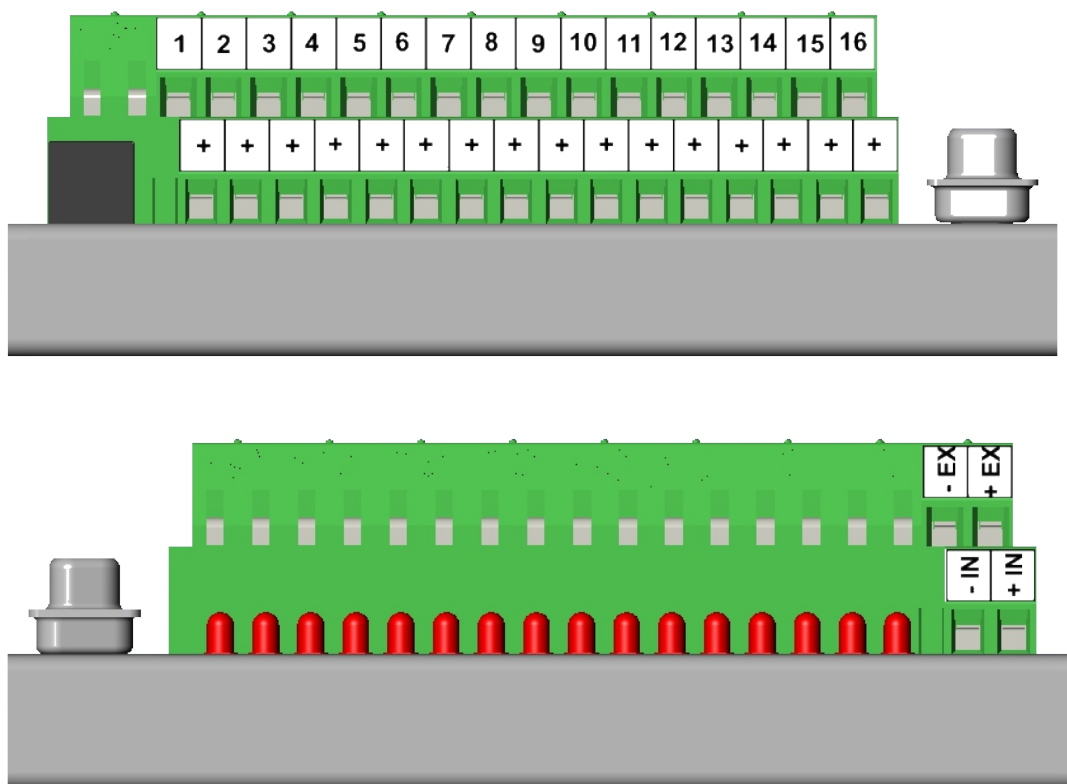 1 2 3 4 5 6 7 8 9 10 11 12 13 14 15 16
+ + + + + + + + + + + + + + + +
- EX + EX
- IN + IN